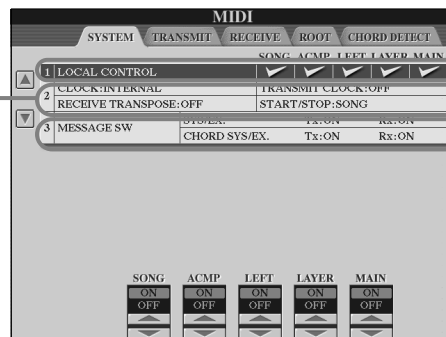 MIDI
SYSTEM TRANSMIT RECEIVE ROOT CHORD DETECT
SONG ACMP LEFT LAYER MAIN
1 LOCAL CONTROL
2 CLOCK:INTERNAL TRANSMIT CLOCK:OFF
RECEIVE TRANSPOSE:OFF START/STOP:SONG
3 MESSAGE SW SYS/EX. Tx:ON Rx:ON
CHORD SYS/EX. Tx:ON Rx:ON
SONG ACMP LEFT LAYER MAIN
ON ON ON ON ON
OFF OFF OFF OFF OFF